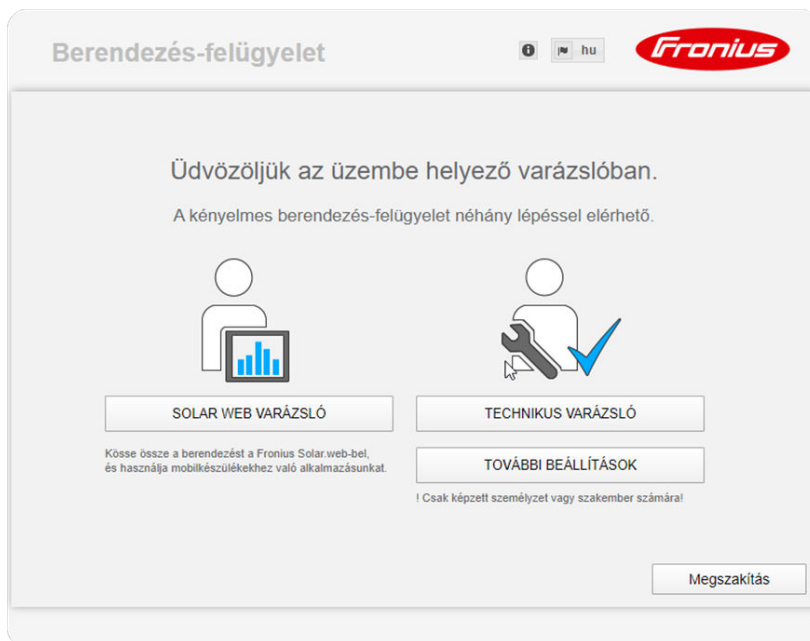 Berendezés-felügyelet
hu
Fronius
Üdvözöljük az üzembe helyező varázslóban.
A kényelmes berendezés-felügyelet néhány lépéssel elérhető.
SOLAR WEB VARÁZSLÓ
Kösse össze a berendezést a Fronius Solar.web-bel,
és használja mobilkészülékekhez való alkalmazásunkat.
TECHNIKUS VARÁZSLÓ
TOVÁBBI BEÁLLÍTÁSOK
! Csak képzett személyzet vagy szakember számára!
Megszakítás